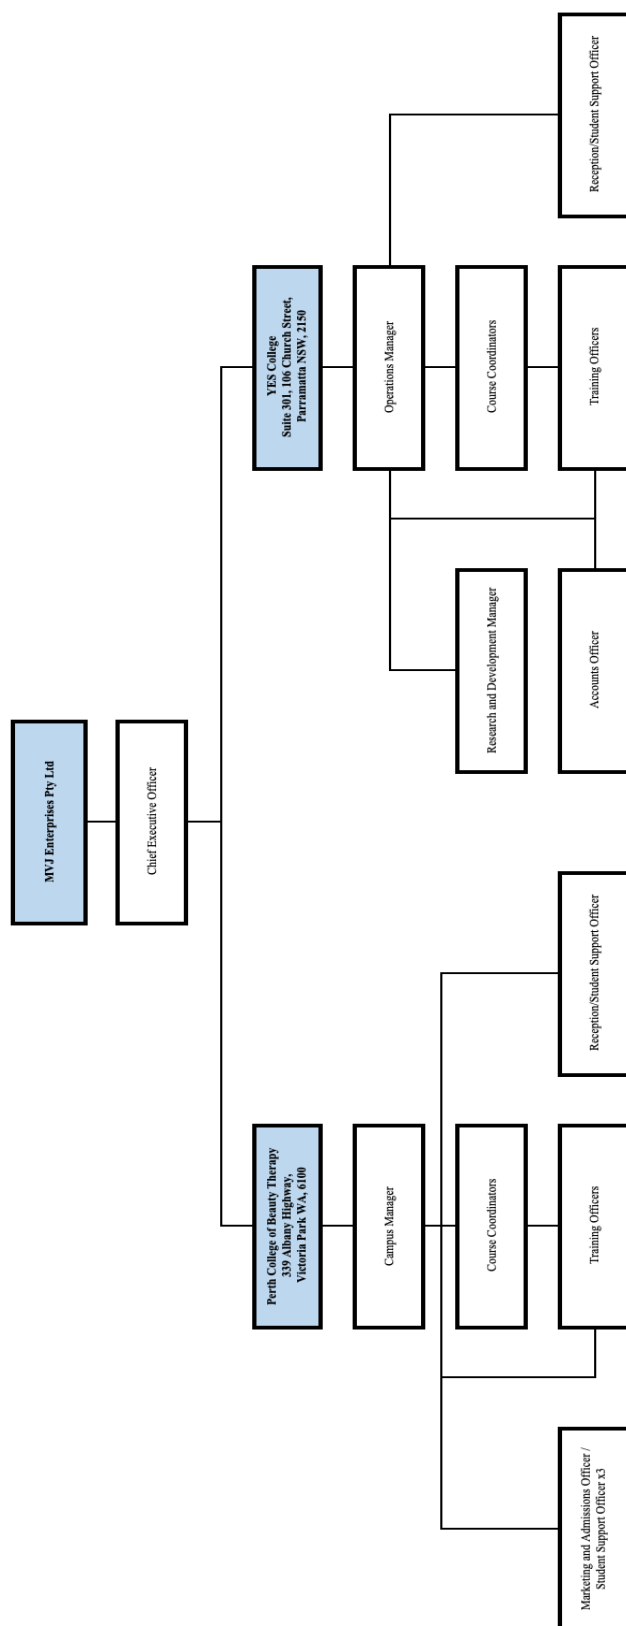 MVJ Enterprises Pty Ltd
Chief Executive Officer
Perth College of Beauty Therapy
339 Albany Highway,
Victoria Park WA, 6100
YES College
Suite 301, 106 Church Street,
Parramatta NSW, 2150
Campus Manager
Operations Manager
Course Coordinators
Research and Development Manager
Course Coordinators
Marketing and Admissions Officer /
Student Support Officer x3
Training Officers
Reception/Student Support Officer
Accounts Officer
Training Officers
Reception/Student Support Officer